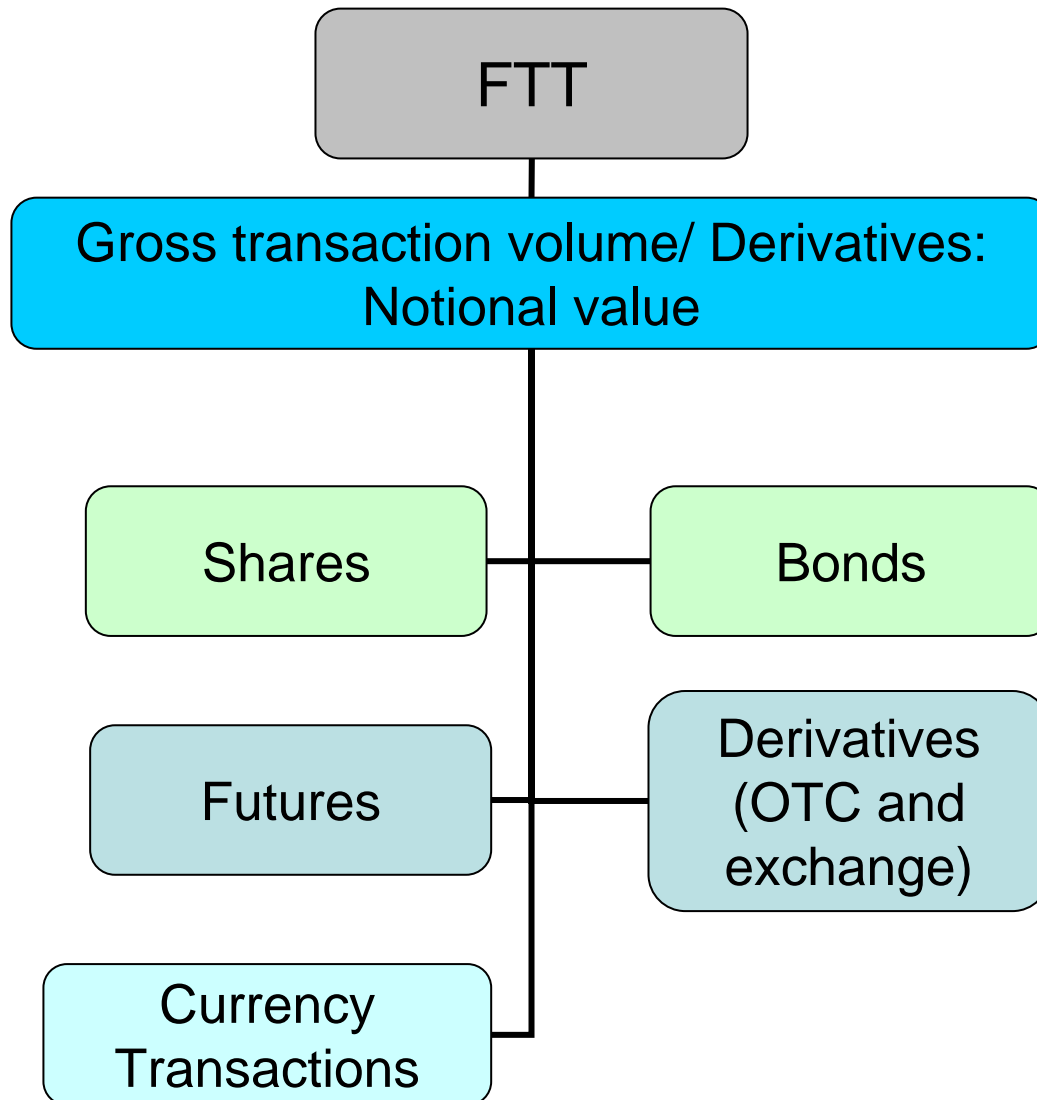 FTT
Gross transaction volume/ Derivatives:
Notional value
Shares
Bonds
Futures
Derivatives
(OTC and
exchange)
Currency
Transactions